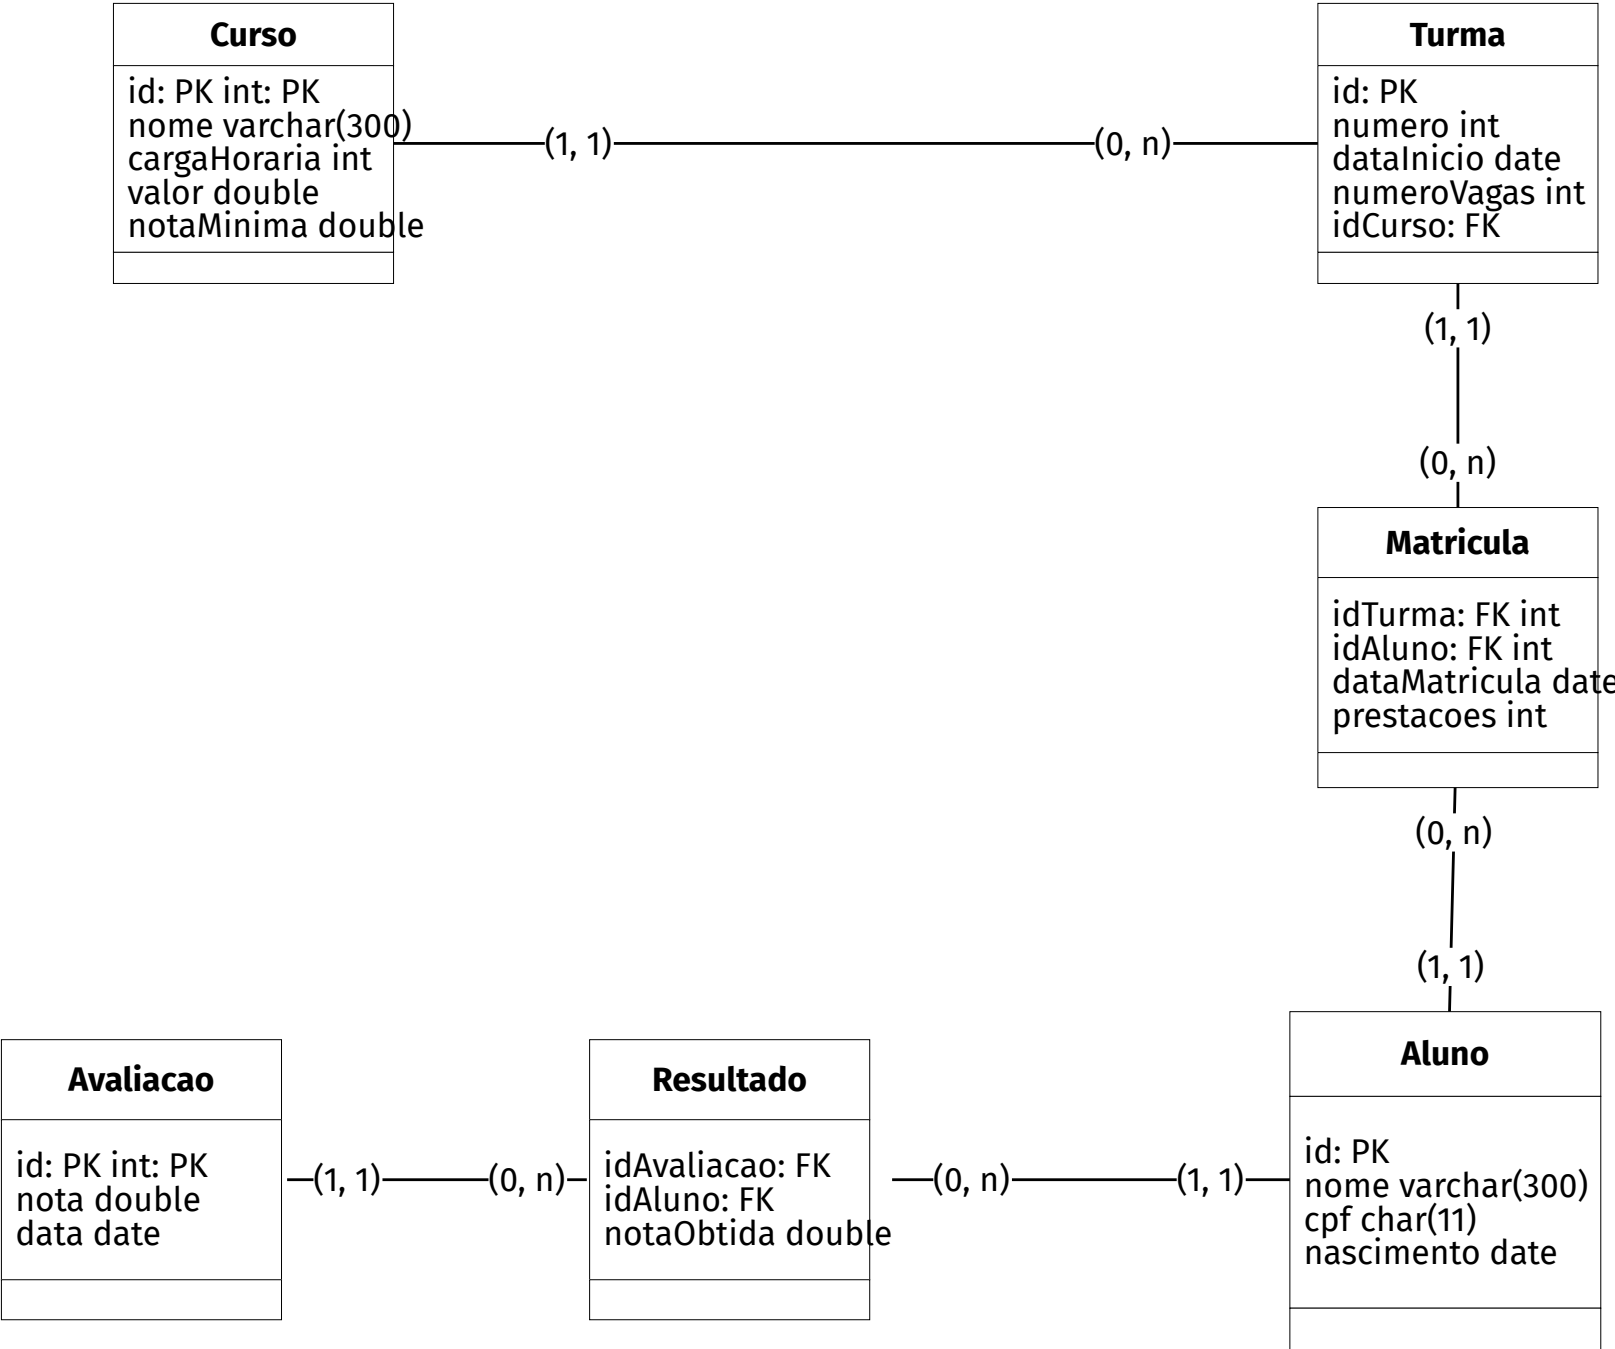 Curso
id: PK int: PK
nome varchar(300)
cargaHoraria int
valor double
notaMinima double
(1, 1)
(0, n)
Turma
id: PK
numero int
dataInicio date
numeroVagas int
idCurso: FK
(1, 1)
(0, n)
Matricula
idTurma: FK int
idAluno: FK int
dataMatricula date
prestacoes int
(0, n)
(1, 1)
Avaliacao
id: PK int: PK
nota double
data date
(1, 1)
(0, n)
Resultado
idAvaliacao: FK
idAluno: FK
notaObtida double
(0, n)
(1, 1)
Aluno
id: PK
nome varchar(300)
cpf char(11)
nascimento date